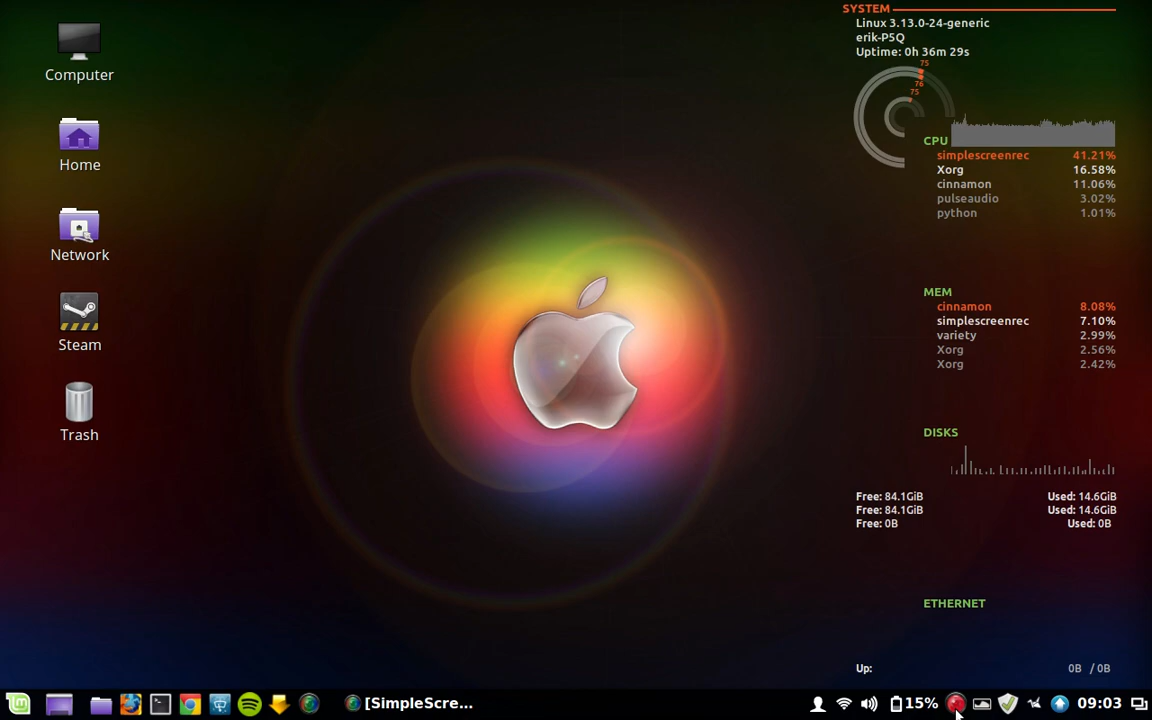 Computer
Home
Network
Steam
Trash
SYSTEM
Linux 3.13.0-24-generic
erik-P5Q
Uptime: 0h 36m 29s
75
76
75
CPU
simplescreenrec 41.21%
Xorg 16.58%
cinnamon 11.06%
pulseaudio 3.02%
python 1.01%
MEM
cinnamon 8.08%
simplescreenrec 7.10%
variety 2.99%
Xorg 2.56%
Xorg 2.42%
DISKS
Free: 84.1GiB Used: 14.6GiB
Free: 84.1GiB Used: 14.6GiB
Free: 0B Used: 0B
ETHERNET
Up: 0B / 0B
[SimpleScre... 15% 09:03